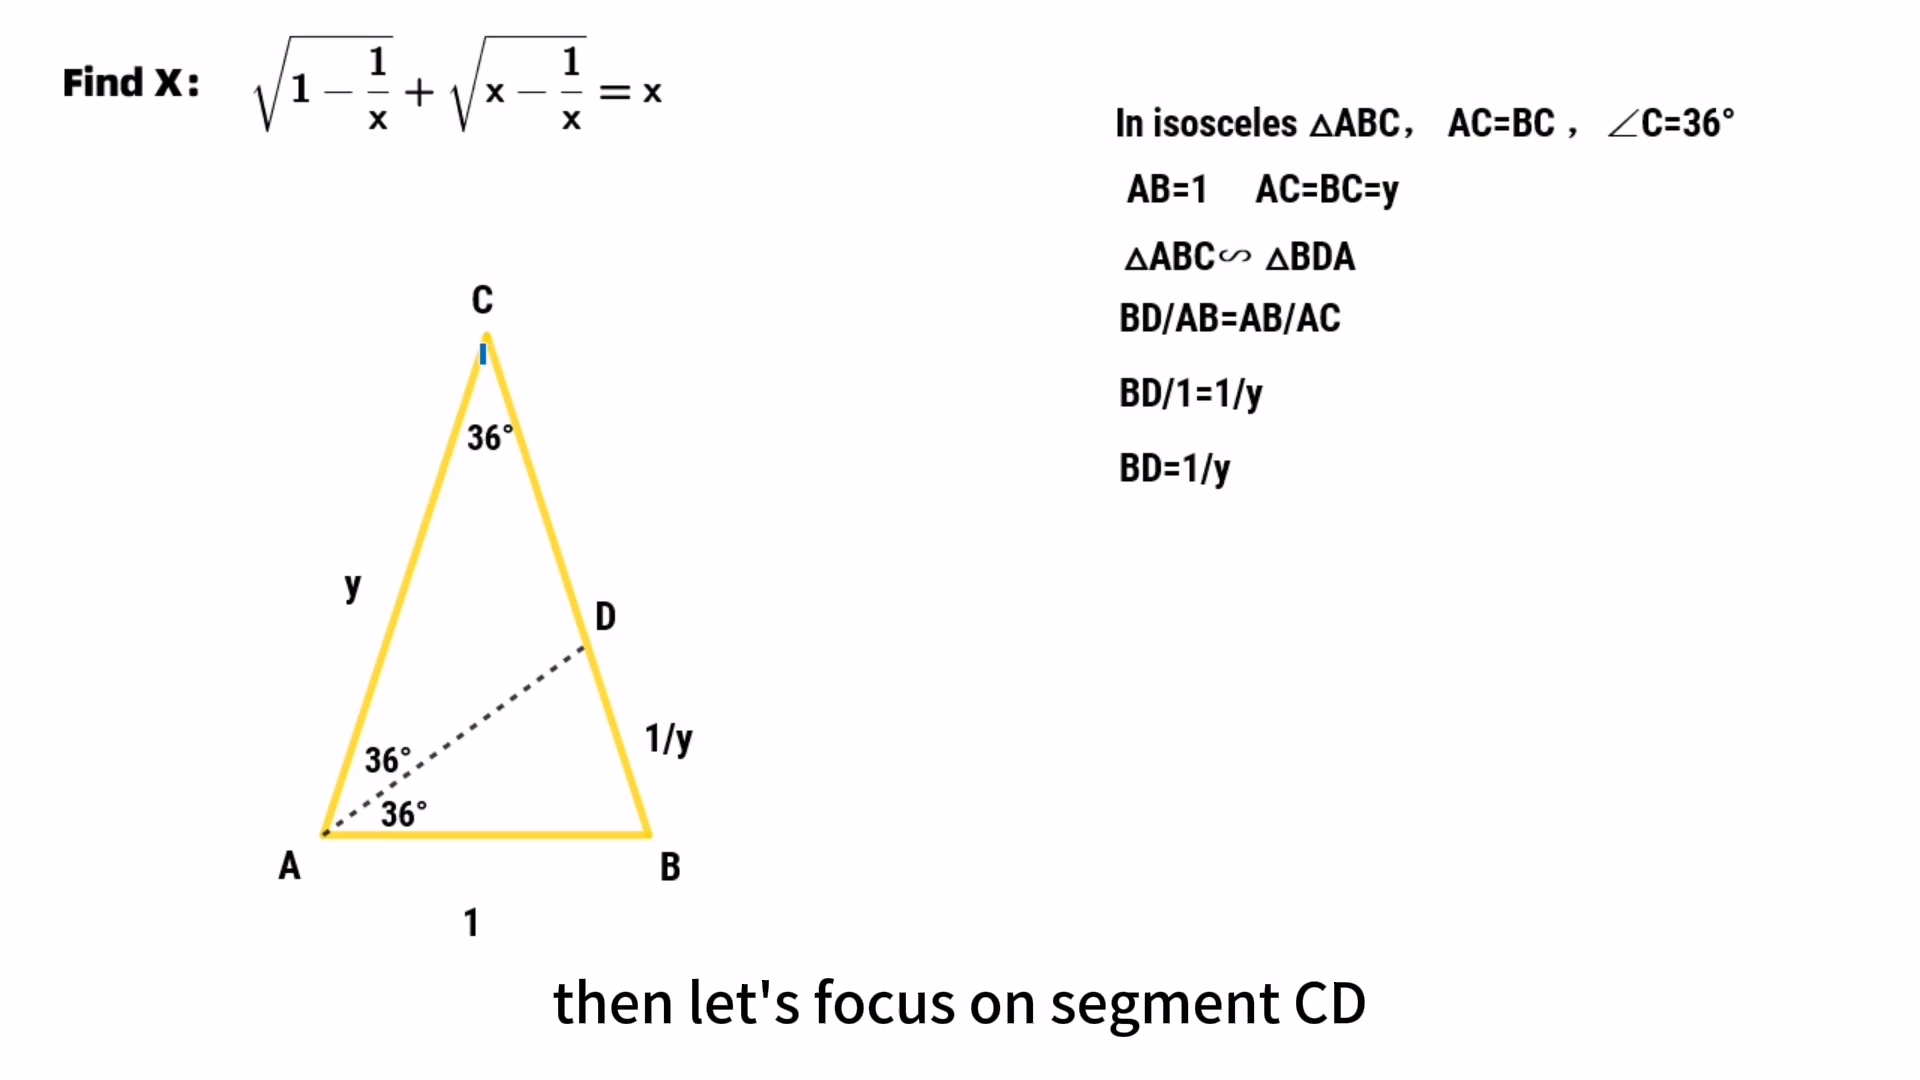 Find X: √(1 − 1/x) + √(x − 1/x) = x
In isosceles △ABC, AC=BC , ∠C=36°
AB=1 AC=BC=y
△ABC∽ △BDA
BD/AB=AB/AC
BD/1=1/y
BD=1/y
C
36°
y
D
1/y
36°
36°
A
B
1
then let's focus on segment CD